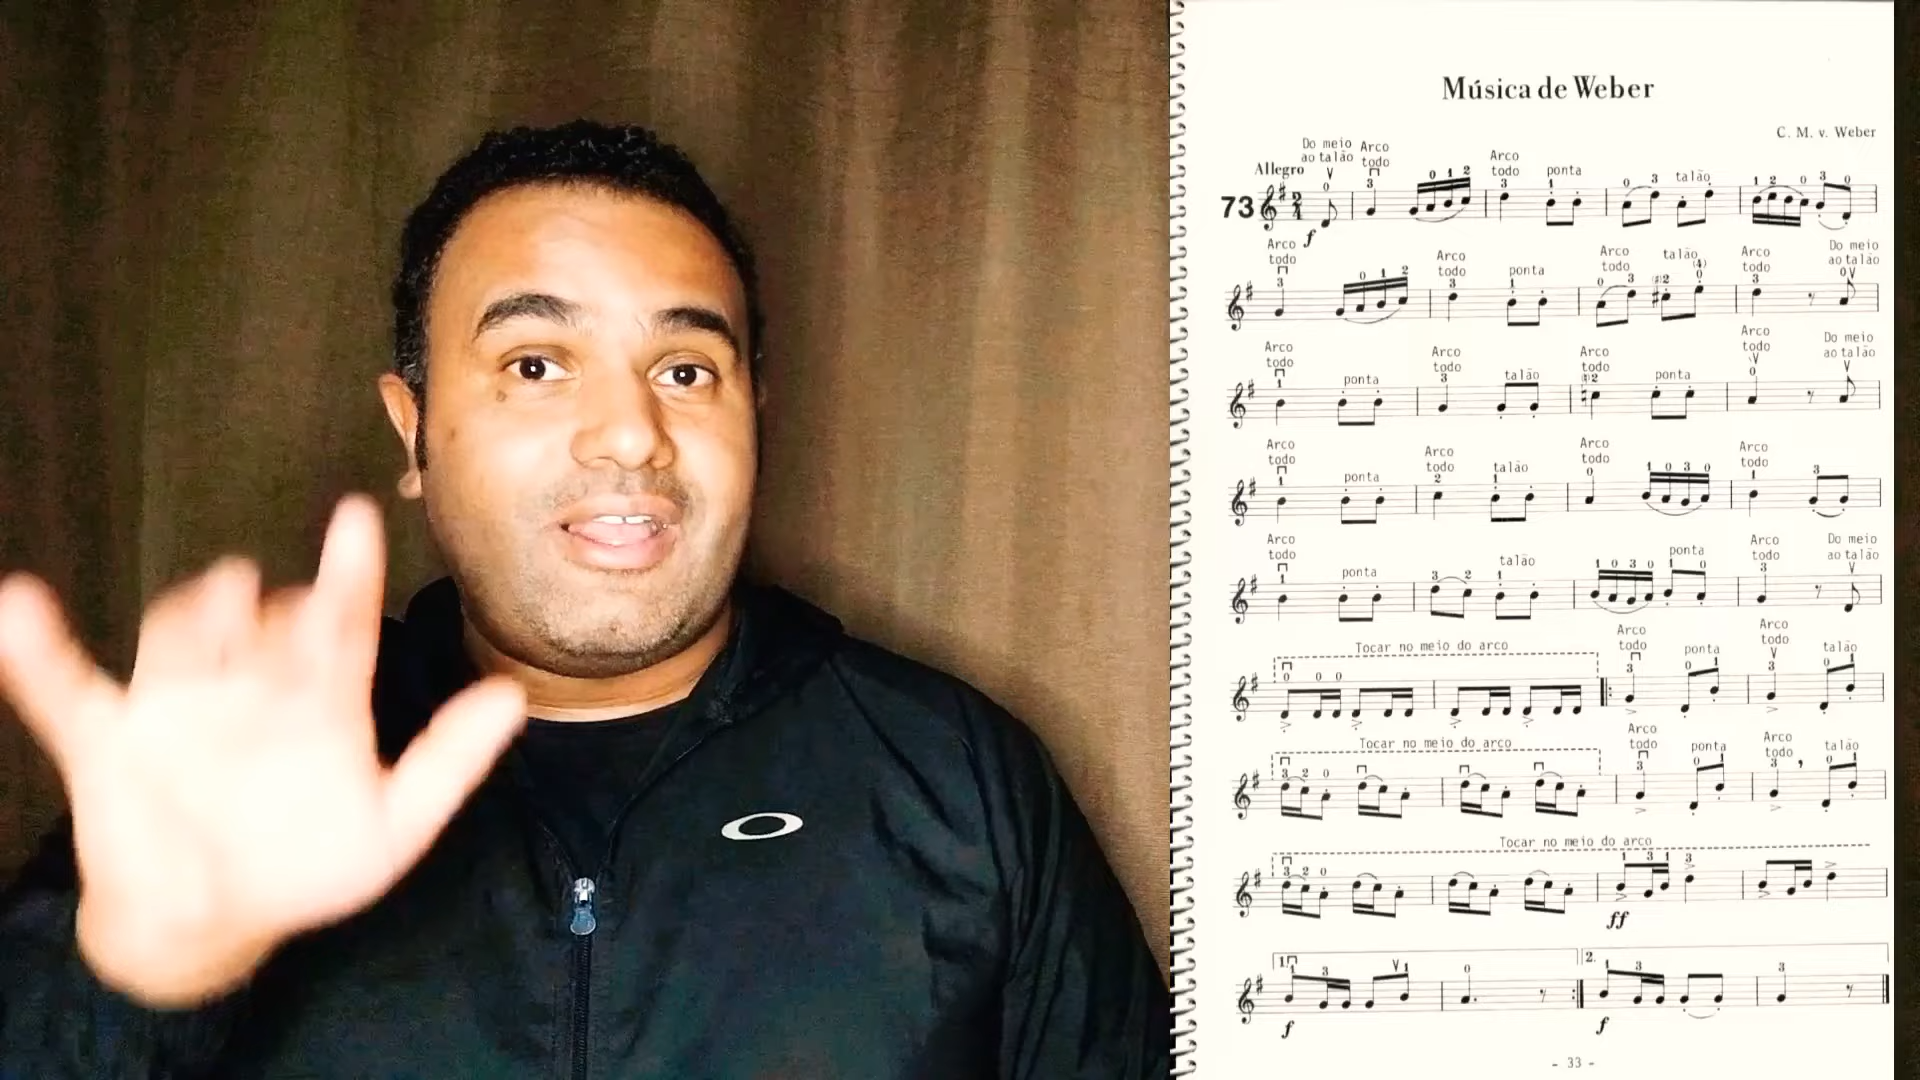 Música de Weber
C. M. v. Weber
Do meio ao talão Arco todo Arco todo ponta talão
Allegro
73
f
Arco todo Arco todo ponta Arco todo talão Arco todo Do meio ao talão
Arco todo ponta Arco todo talão Arco todo ponta Arco todo Do meio ao talão
Arco todo ponta Arco todo talão Arco todo Arco todo
Arco todo ponta talão ponta Arco todo Do meio ao talão
Tocar no meio do arco Arco todo ponta Arco todo talão
Tocar no meio do arco Arco todo ponta Arco todo talão
Tocar no meio do arco
ff
1. 2.
f f
- 33 -